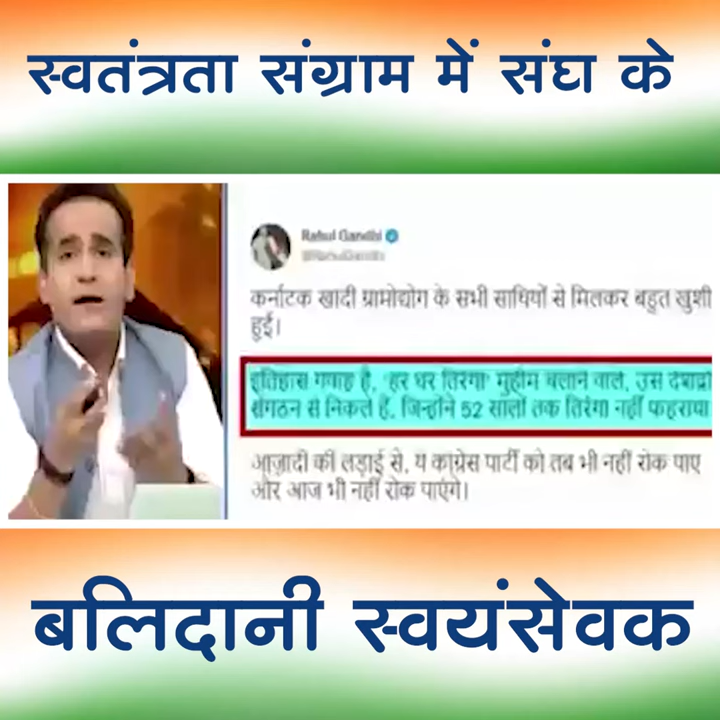 स्वतंत्रता संग्राम में संघ के
Rahul Gandhi
@RahulGandhi
कर्नाटक खादी ग्रामोद्योग के सभी साथियों से मिलकर बहुत खुशी
हुई।
इतिहास गवाह है, 'हर घर तिरंगा' मुहीम चलाने वाले, उस
संगठन से निकले हैं, जिन्होंने 52 सालों तक तिरंगा नहीं फहराया
आज़ादी की लड़ाई से, ये कांग्रेस पार्टी को तब भी नहीं रोक पाए
और आज भी नहीं रोक पाएंगे।
बलिदानी स्वयंसेवक